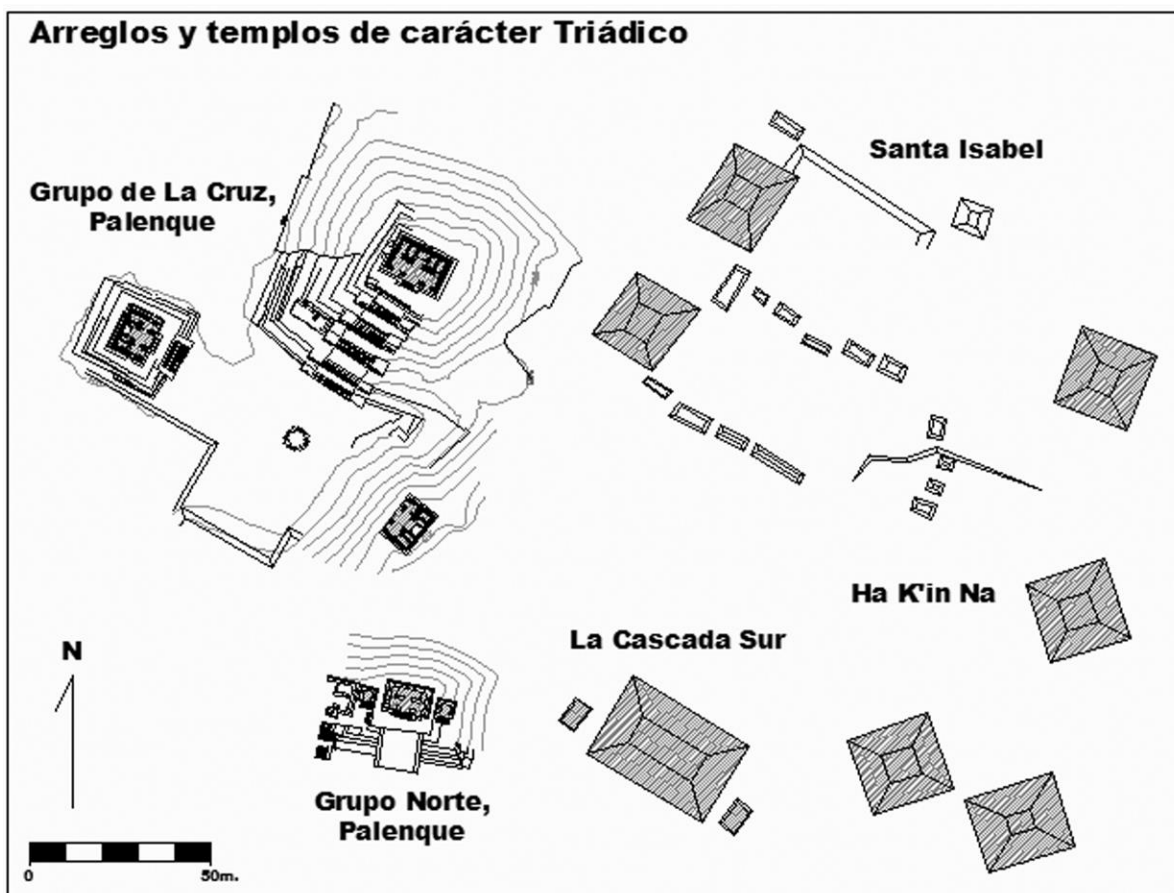 Arreglos y templos de carácter Triádico
Grupo de La Cruz,
Palenque
Santa Isabel
Ha K'in Na
La Cascada Sur
N
Grupo Norte,
Palenque
0 50m.